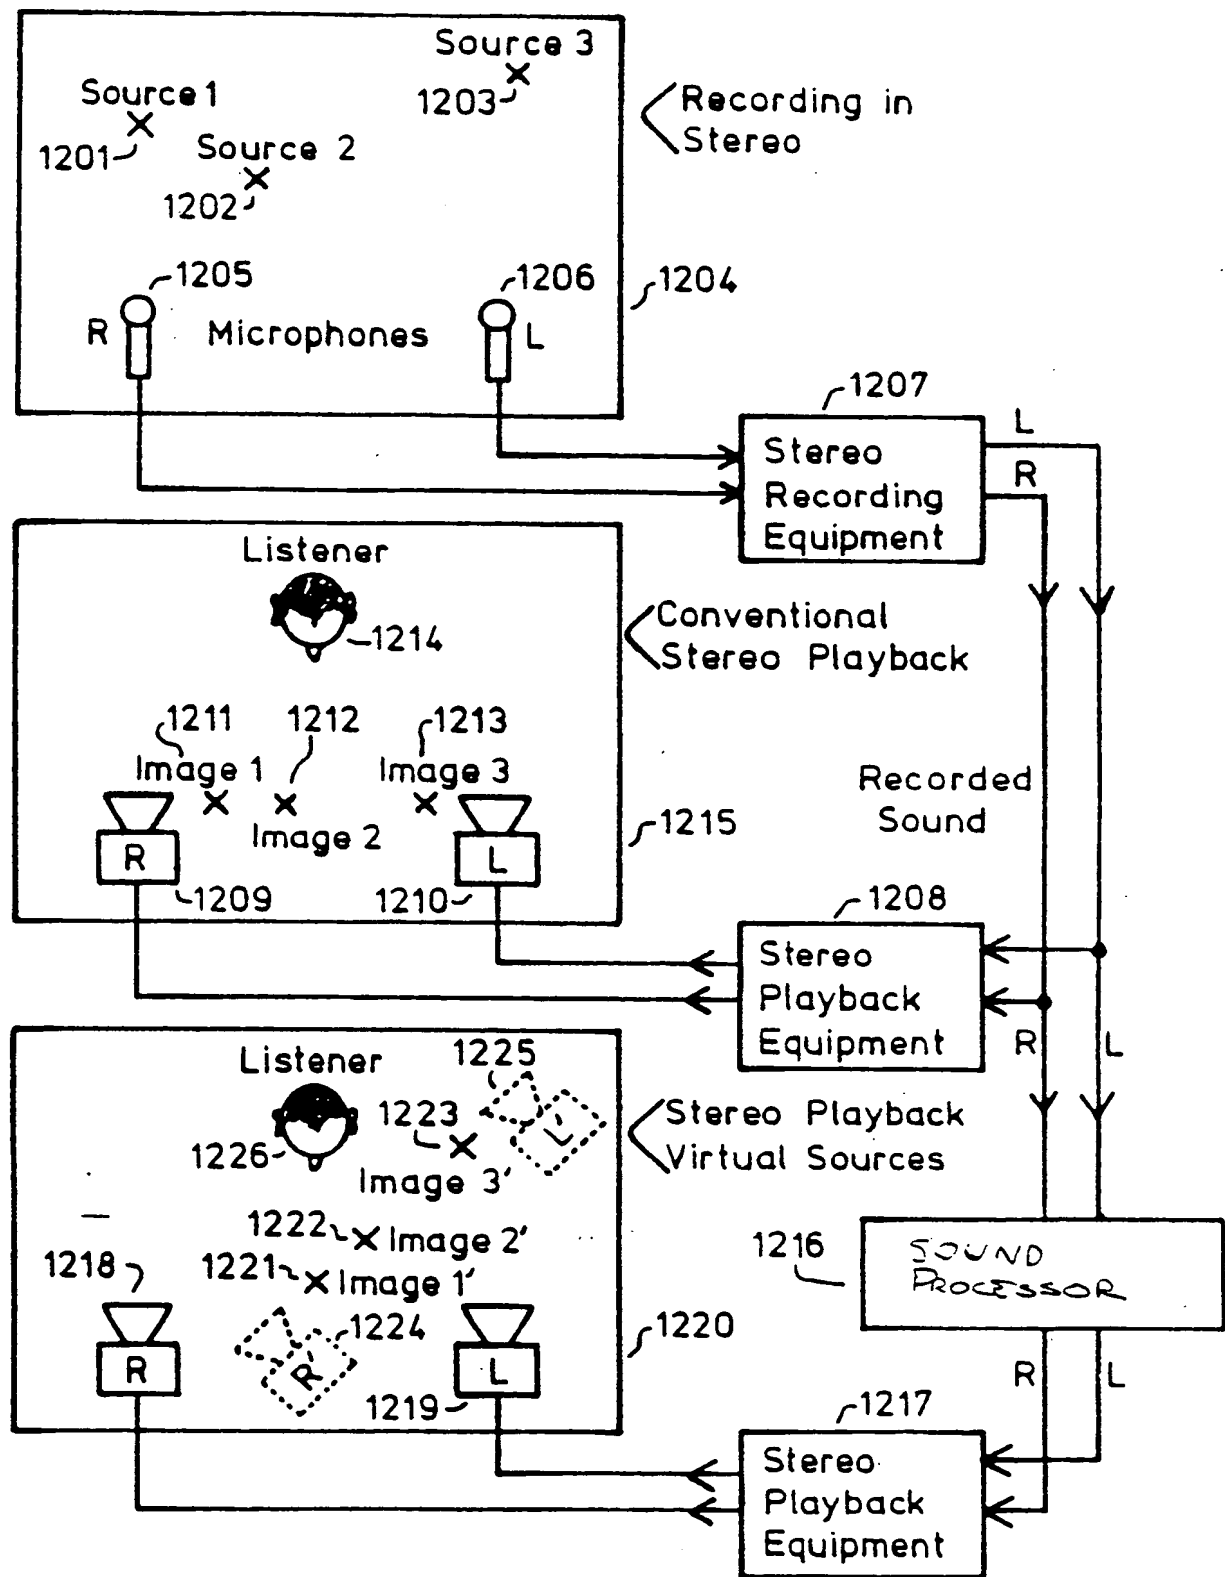 Source 3
1203
Source 1
1201
Source 2
1202
Recording in
Stereo
1205
1206
1204
R
Microphones
L
1207
Stereo
Recording
Equipment
L
R
Listener
1214
Conventional
Stereo Playback
1211
1212
1213
Image 1
Image 3
Image 2
Recorded
Sound
1215
R
L
1209
1210
1208
Stereo
Playback
Equipment
R
L
Listener
1225
1223
L'
1226
Image 3'
Stereo Playback
Virtual Sources
1222
Image 2'
1221
Image 1'
1218
1224
1220
R
R'
L
1219
1216
SOUND
PROCESSOR
R
L
1217
Stereo
Playback
Equipment